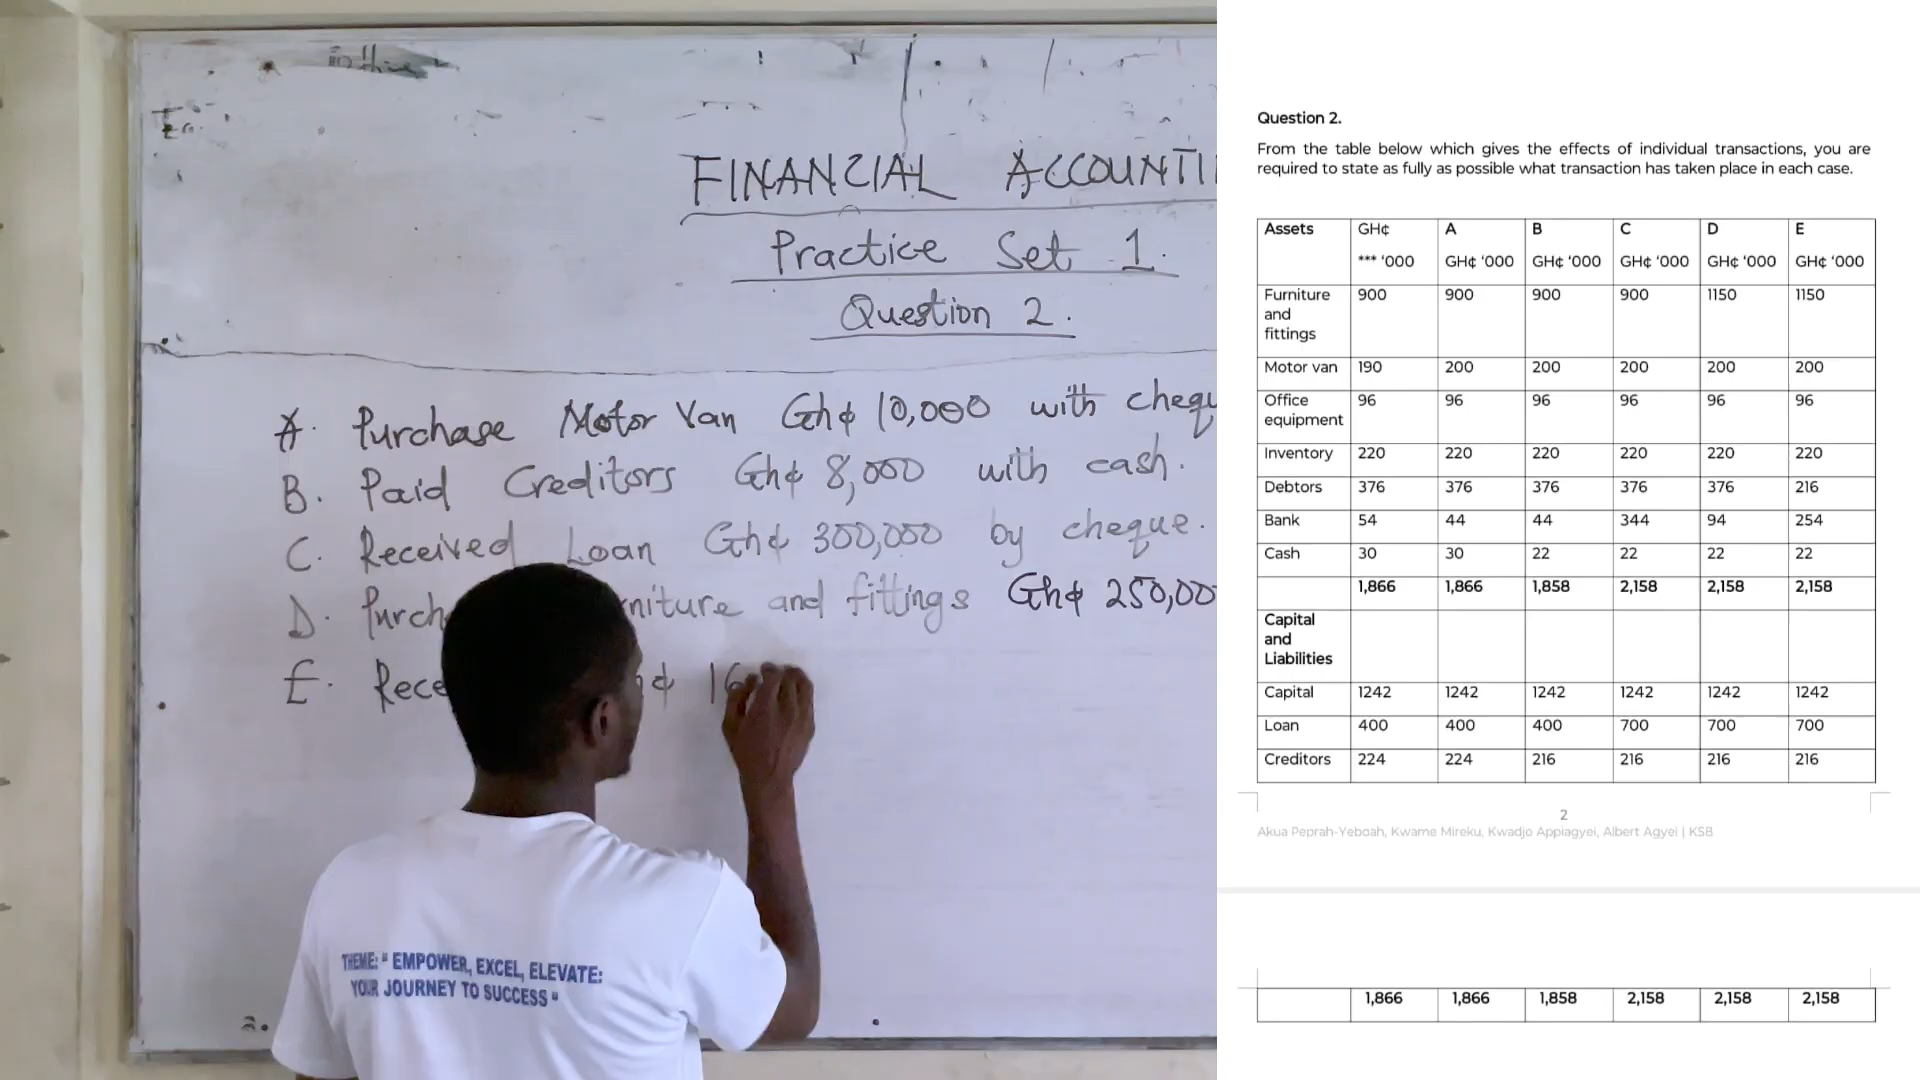 FINANCIAL ACCOUNTI
Practice Set 1.
Question 2.
A. Purchase Motor Van Gh¢ 10,000 with chequ
B. Paid Creditors Gh¢ 8,000 with cash.
C. Received Loan Gh¢ 300,000 by cheque.
D. Purch niture and fittings Gh¢ 250,00
E. Rece ¢ 16
THEME: " EMPOWER, EXCEL, ELEVATE:
YOUR JOURNEY TO SUCCESS "
Question 2.
From the table below which gives the effects of individual transactions, you are
required to state as fully as possible what transaction has taken place in each case.
Assets GH¢ A B C D E
*** '000 GH¢ '000 GH¢ '000 GH¢ '000 GH¢ '000 GH¢ '000
Furniture 900 900 900 900 1150 1150
and
fittings
Motor van 190 200 200 200 200 200
Office 96 96 96 96 96 96
equipment
Inventory 220 220 220 220 220 220
Debtors 376 376 376 376 376 216
Bank 54 44 44 344 94 254
Cash 30 30 22 22 22 22
1,866 1,866 1,858 2,158 2,158 2,158
Capital
and
Liabilities
Capital 1242 1242 1242 1242 1242 1242
Loan 400 400 400 700 700 700
Creditors 224 224 216 216 216 216
2
Akua Peprah-Yeboah, Kwame Mireku, Kwadjo Appiagyei, Albert Agyei | KSB
1,866 1,866 1,858 2,158 2,158 2,158